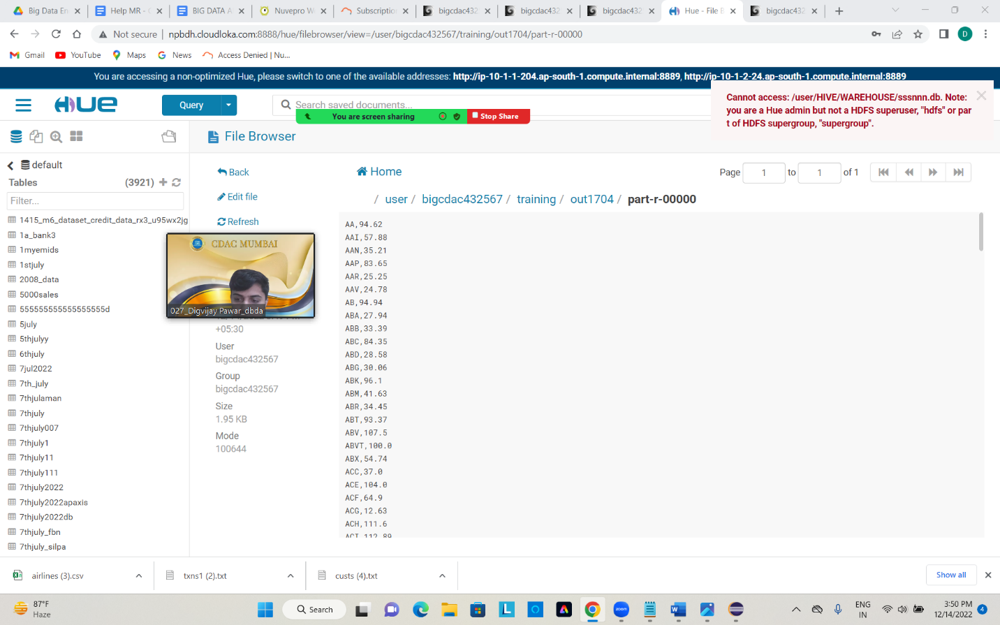 Big Data En
Help MR - C
BIG DATA A
Nuvepro W
Subscription
bigcdac432
bigcdac432
bigcdac432
Hue - File B
bigcdac432
Not secure
npbdh.cloudloka.com:8888/hue/filebrowser/view=/user/bigcdac432567/training/out1704/part-r-00000
D
Gmail
YouTube
Maps
News
Access Denied | Nu...
You are accessing a non-optimized Hue, please switch to one of the available addresses: http://ip-10-1-1-204.ap-south-1.compute.internal:8889, http://ip-10-1-2-24.ap-south-1.compute.internal:8889
Cannot access: /user/HIVE/WAREHOUSE/sssnnn.db. Note:
you are a Hue admin but not a HDFS superuser, "hdfs" or par
t of HDFS supergroup, "supergroup".
HUE
Query
Search saved documents...
You are screen sharing
Stop Share
File Browser
default
Tables
(3921)
Filter...
1415_m6_dataset_credit_data_rx3_u95wx2jg
1a_bank3
1myemids
1stjuly
2008_data
5000sales
555555555555555555d
5july
5thjulyy
6thjuly
7jul2022
7th_july
7thjulaman
7thjuly
7thjuly007
7thjuly1
7thjuly11
7thjuly111
7thjuly2022
7thjuly2022apaxis
7thjuly2022db
7thjuly_fbn
7thjuly_silpa
Back
Edit file
Refresh
CDAC MUMBAI
027_Digvijay Pawar_dbda
+05:30
User
bigcdac432567
Group
bigcdac432567
Size
1.95 KB
Mode
100644
Home
Page 1 to 1 of 1
/ user / bigcdac432567 / training / out1704 / part-r-00000
AA,94.62
AAI,57.88
AAN,35.21
AAP,83.65
AAR,25.25
AAV,24.78
AB,94.94
ABA,27.94
ABB,33.39
ABC,84.35
ABD,28.58
ABG,30.06
ABK,96.1
ABM,41.63
ABR,34.45
ABT,93.37
ABV,107.5
ABVT,100.0
ABX,54.74
ACC,37.0
ACE,104.0
ACF,64.9
ACG,12.63
ACH,111.6
ACI,112.89
airlines (3).csv
txns1 (2).txt
custs (4).txt
Show all
87°F
Haze
Search
zoom
ENG
IN
3:50 PM
12/14/2022
4